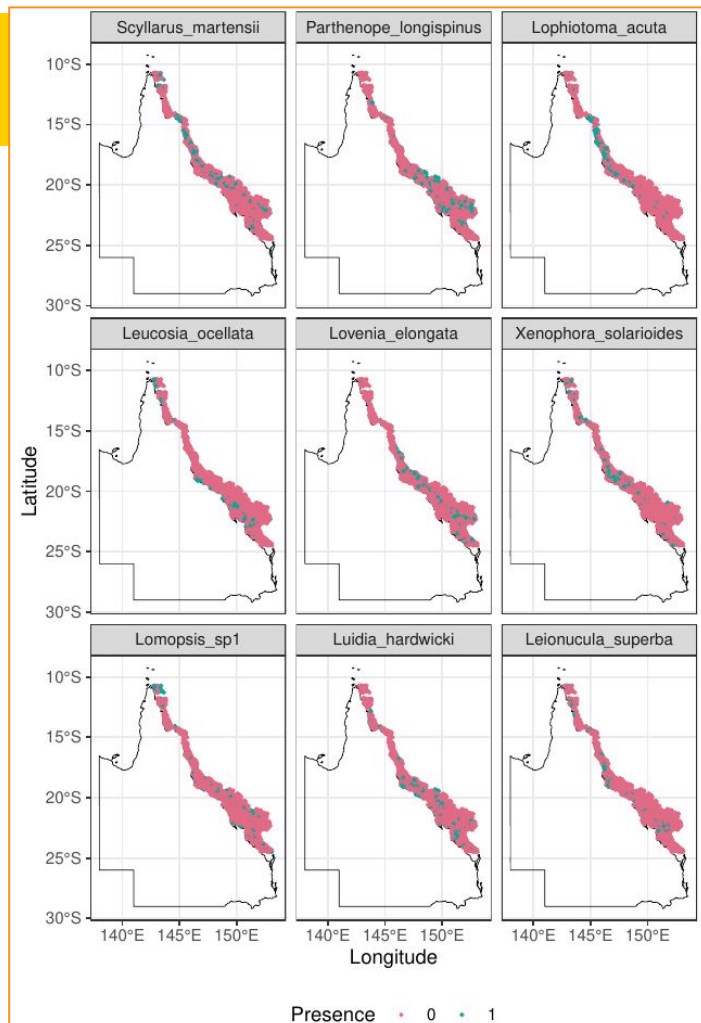 Scyllarus_martensii Parthenope_longispinus Lophiotoma_acuta
10°S
15°S
20°S
25°S
30°S
Leucosia_ocellata Lovenia_elongata Xenophora_solarioides
10°S
15°S
20°S
25°S
30°S
Latitude
Lomopsis_sp1 Luidia_hardwicki Leionucula_superba
10°S
15°S
20°S
25°S
30°S
140°E 145°E 150°E 140°E 145°E 150°E 140°E 145°E 150°E
Longitude
Presence 0 1